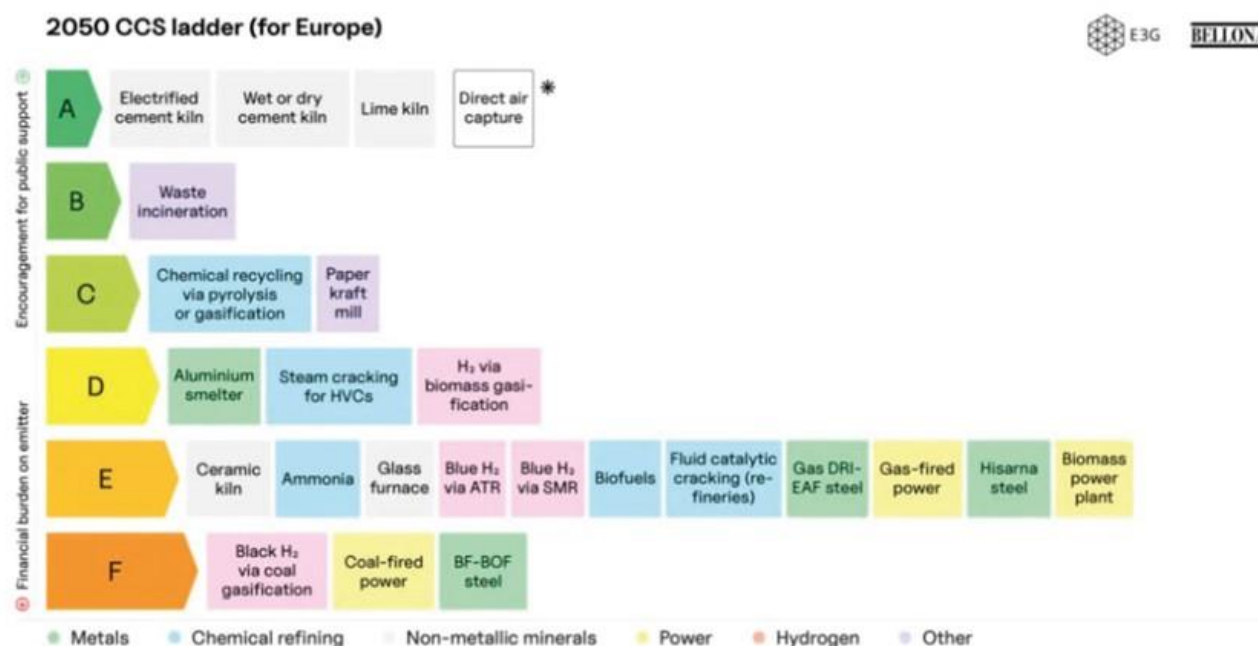 2050 CCS ladder (for Europe)
E3G
BELLONA
Encouragement for public support
Financial burden on emitter
A
Electrified
cement kiln
Wet or dry
cement kiln
Lime kiln
Direct air
capture
*
B
Waste
incineration
C
Chemical recycling
via pyrolysis
or gasification
Paper
kraft
mill
D
Aluminium
smelter
Steam cracking
for HVCs
H₂ via
biomass gasi-
fication
E
Ceramic
kiln
Ammonia
Glass
furnace
Blue H₂
via ATR
Blue H₂
via SMR
Biofuels
Fluid catalytic
cracking (re-
fineries)
Gas DRI-
EAF steel
Gas-fired
power
Hisarna
steel
Biomass
power
plant
F
Black H₂
via coal
gasification
Coal-fired
power
BF-BOF
steel
Metals
Chemical refining
Non-metallic minerals
Power
Hydrogen
Other